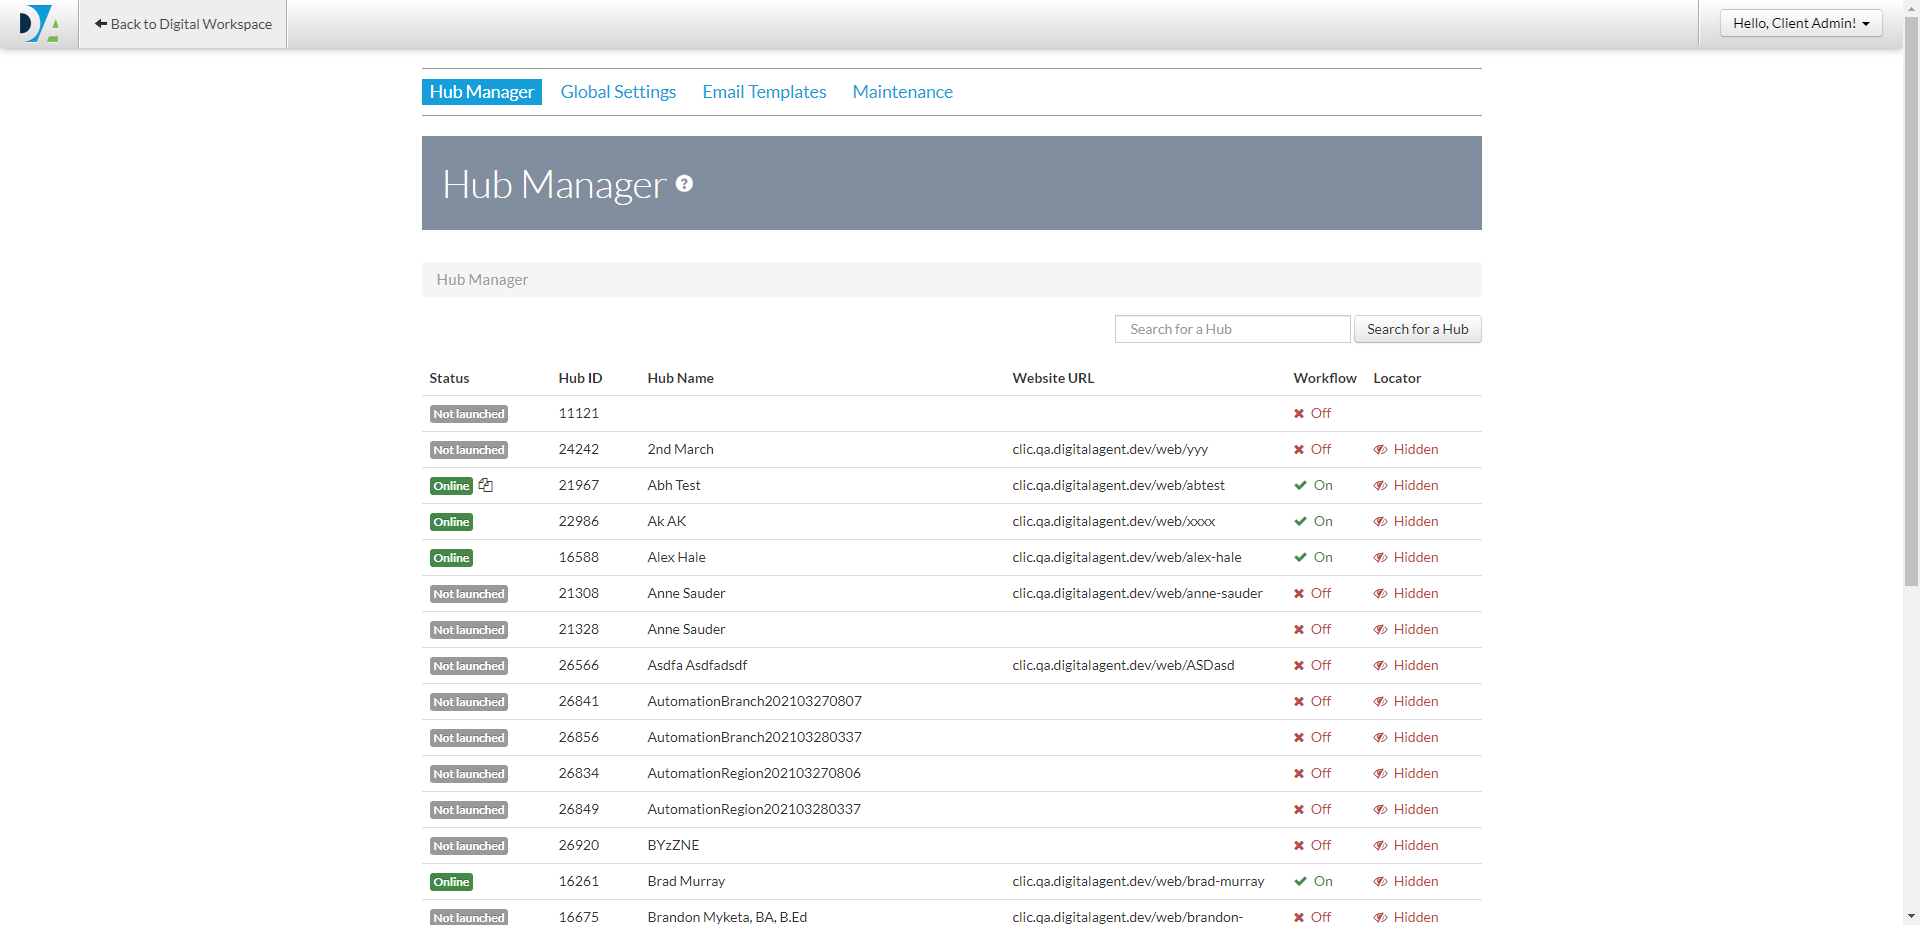 Back to Digital Workspace
Hello, Client Admin!
Hub Manager Global Settings Email Templates Maintenance
Hub Manager ?
Hub Manager
Search for a Hub Search for a Hub
Status Hub ID Hub Name Website URL Workflow Locator
Not launched 11121 Off
Not launched 24242 2nd March clic.qa.digitalagent.dev/web/yyy Off Hidden
Online 21967 Abh Test clic.qa.digitalagent.dev/web/abtest On Hidden
Online 22986 Ak AK clic.qa.digitalagent.dev/web/xxxx On Hidden
Online 16588 Alex Hale clic.qa.digitalagent.dev/web/alex-hale On Hidden
Not launched 21308 Anne Sauder clic.qa.digitalagent.dev/web/anne-sauder Off Hidden
Not launched 21328 Anne Sauder Off Hidden
Not launched 26566 Asdfa Asdfadsdf clic.qa.digitalagent.dev/web/ASDasd Off Hidden
Not launched 26841 AutomationBranch202103270807 Off Hidden
Not launched 26856 AutomationBranch202103280337 Off Hidden
Not launched 26834 AutomationRegion202103270806 Off Hidden
Not launched 26849 AutomationRegion202103280337 Off Hidden
Not launched 26920 BYzZNE Off Hidden
Online 16261 Brad Murray clic.qa.digitalagent.dev/web/brad-murray On Hidden
Not launched 16675 Brandon Myketa, BA, B.Ed clic.qa.digitalagent.dev/web/brandon- Off Hidden